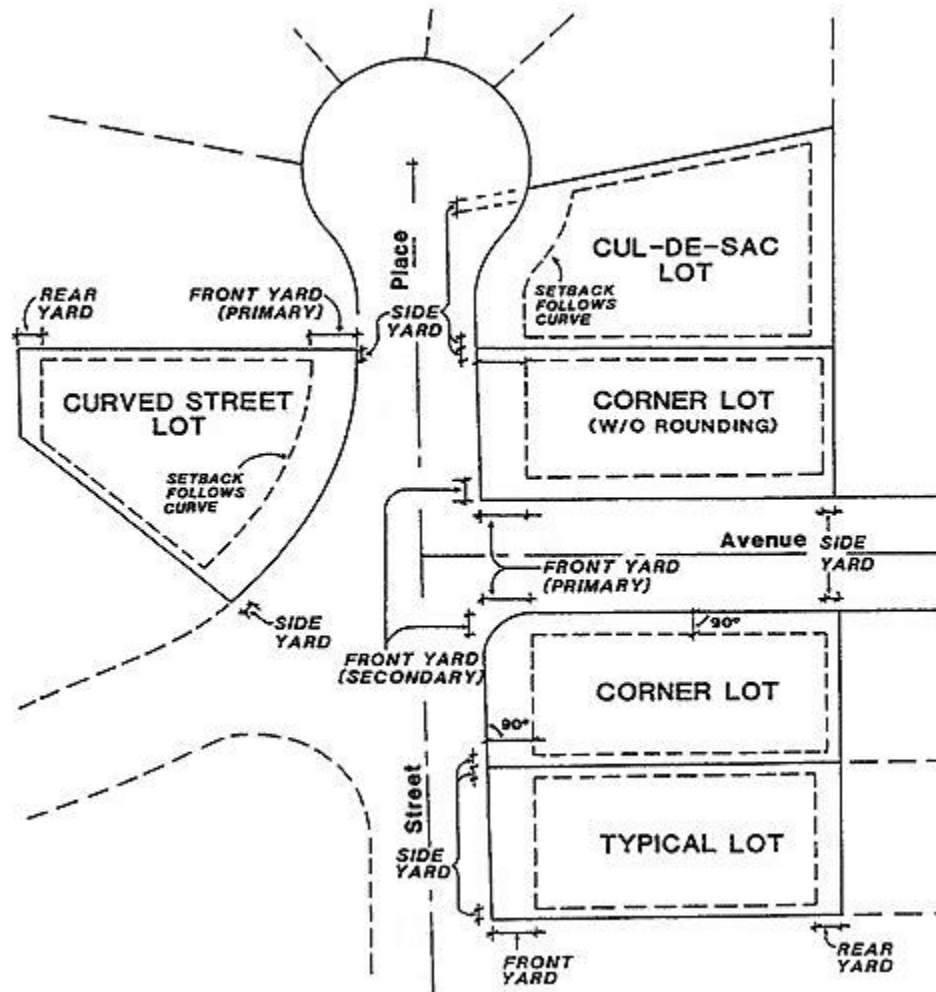 Place
CUL-DE-SAC
LOT
SETBACK
FOLLOWS
CURVE
REAR
YARD
FRONT YARD
(PRIMARY)
SIDE
YARD
CURVED STREET
LOT
SETBACK
FOLLOWS
CURVE
CORNER LOT
(W/O ROUNDING)
Avenue
SIDE
YARD
FRONT YARD
(PRIMARY)
SIDE
YARD
90°
FRONT YARD
(SECONDARY)
CORNER LOT
90°
Street
SIDE
YARD
TYPICAL LOT
FRONT
YARD
REAR
YARD